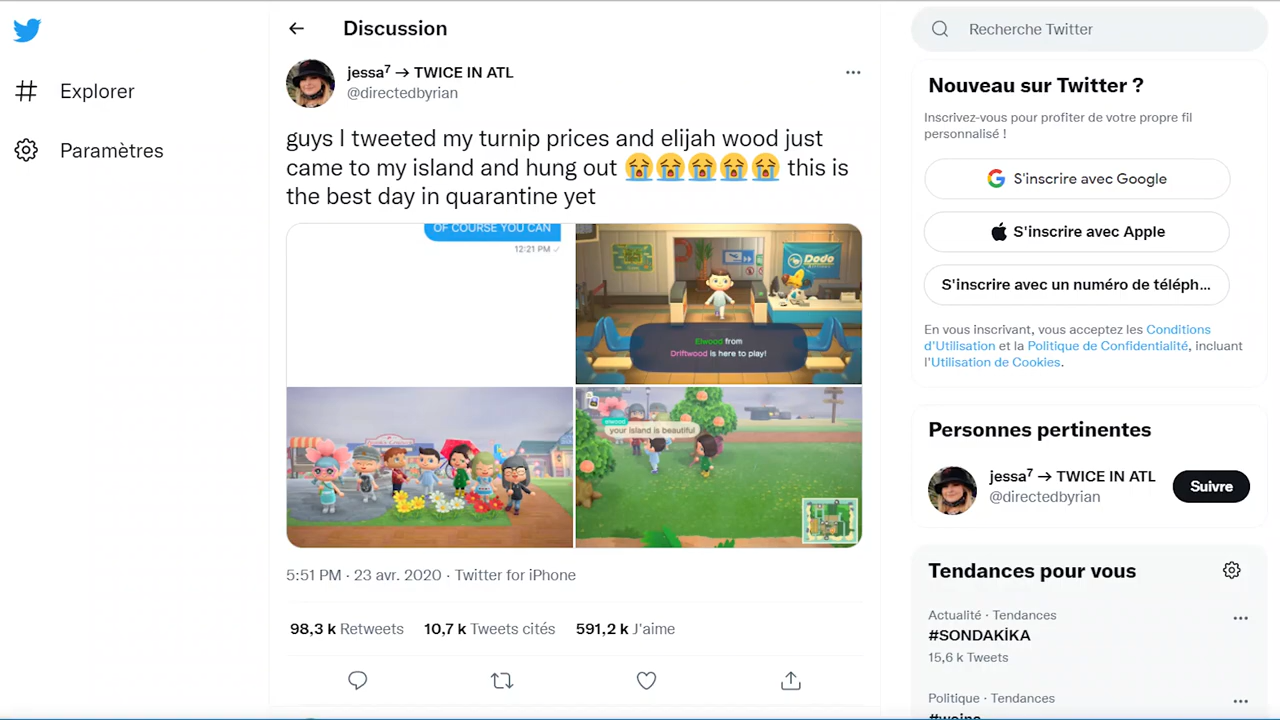 Discussion
Recherche Twitter
Explorer
Paramètres
jessa⁷ → TWICE IN ATL
@directedbyrian
guys I tweeted my turnip prices and elijah wood just
came to my island and hung out 😭😭😭😭😭 this is
the best day in quarantine yet
OF COURSE YOU CAN
12:21 PM ✓
Dodo
Elwood from
Driftwood is here to play!
elwood
your island is beautiful
5:51 PM · 23 avr. 2020 · Twitter for iPhone
98,3 k Retweets 10,7 k Tweets cités 591,2 k J'aime
Nouveau sur Twitter ?
Inscrivez-vous pour profiter de votre propre fil
personnalisé !
S'inscrire avec Google
S'inscrire avec Apple
S'inscrire avec un numéro de téléph...
En vous inscrivant, vous acceptez les Conditions
d'Utilisation et la Politique de Confidentialité, incluant
l'Utilisation de Cookies.
Personnes pertinentes
jessa⁷ → TWICE IN ATL
@directedbyrian
Suivre
Tendances pour vous
Actualité · Tendances
#SONDAKİKA
15,6 k Tweets
Politique · Tendances